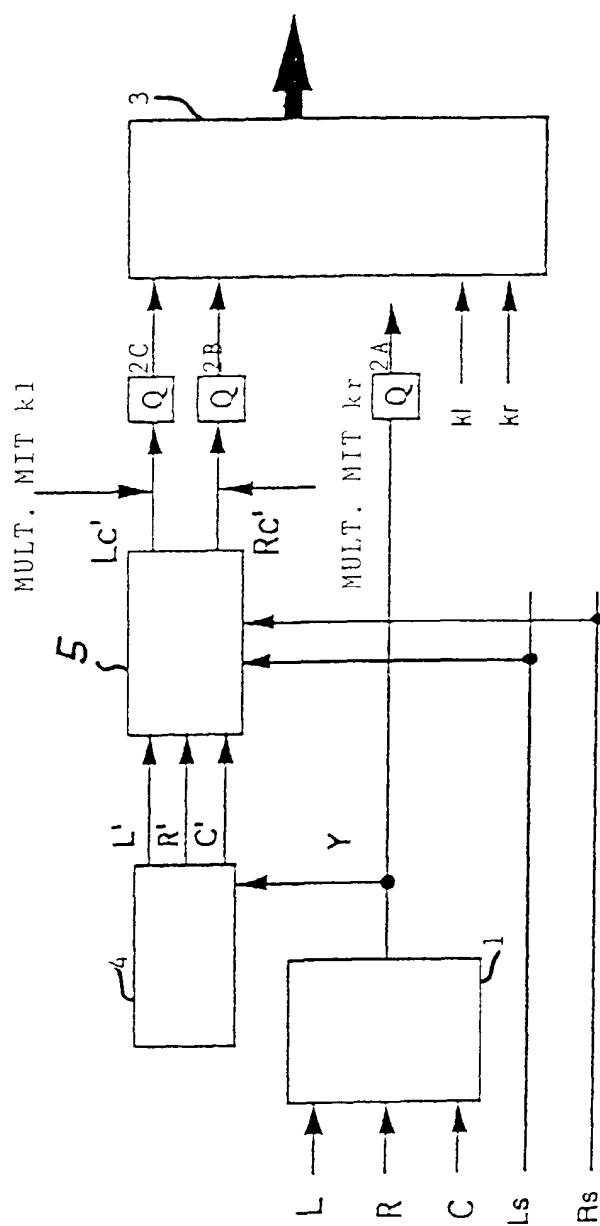 3
2C
Q
2B
Q
2A
Q
MULT. MIT kl
MULT. MIT kr
Lc'
Rc'
kl
kr
5
L'
R'
C'
Y
4
1
L
R
C
Ls
Rs